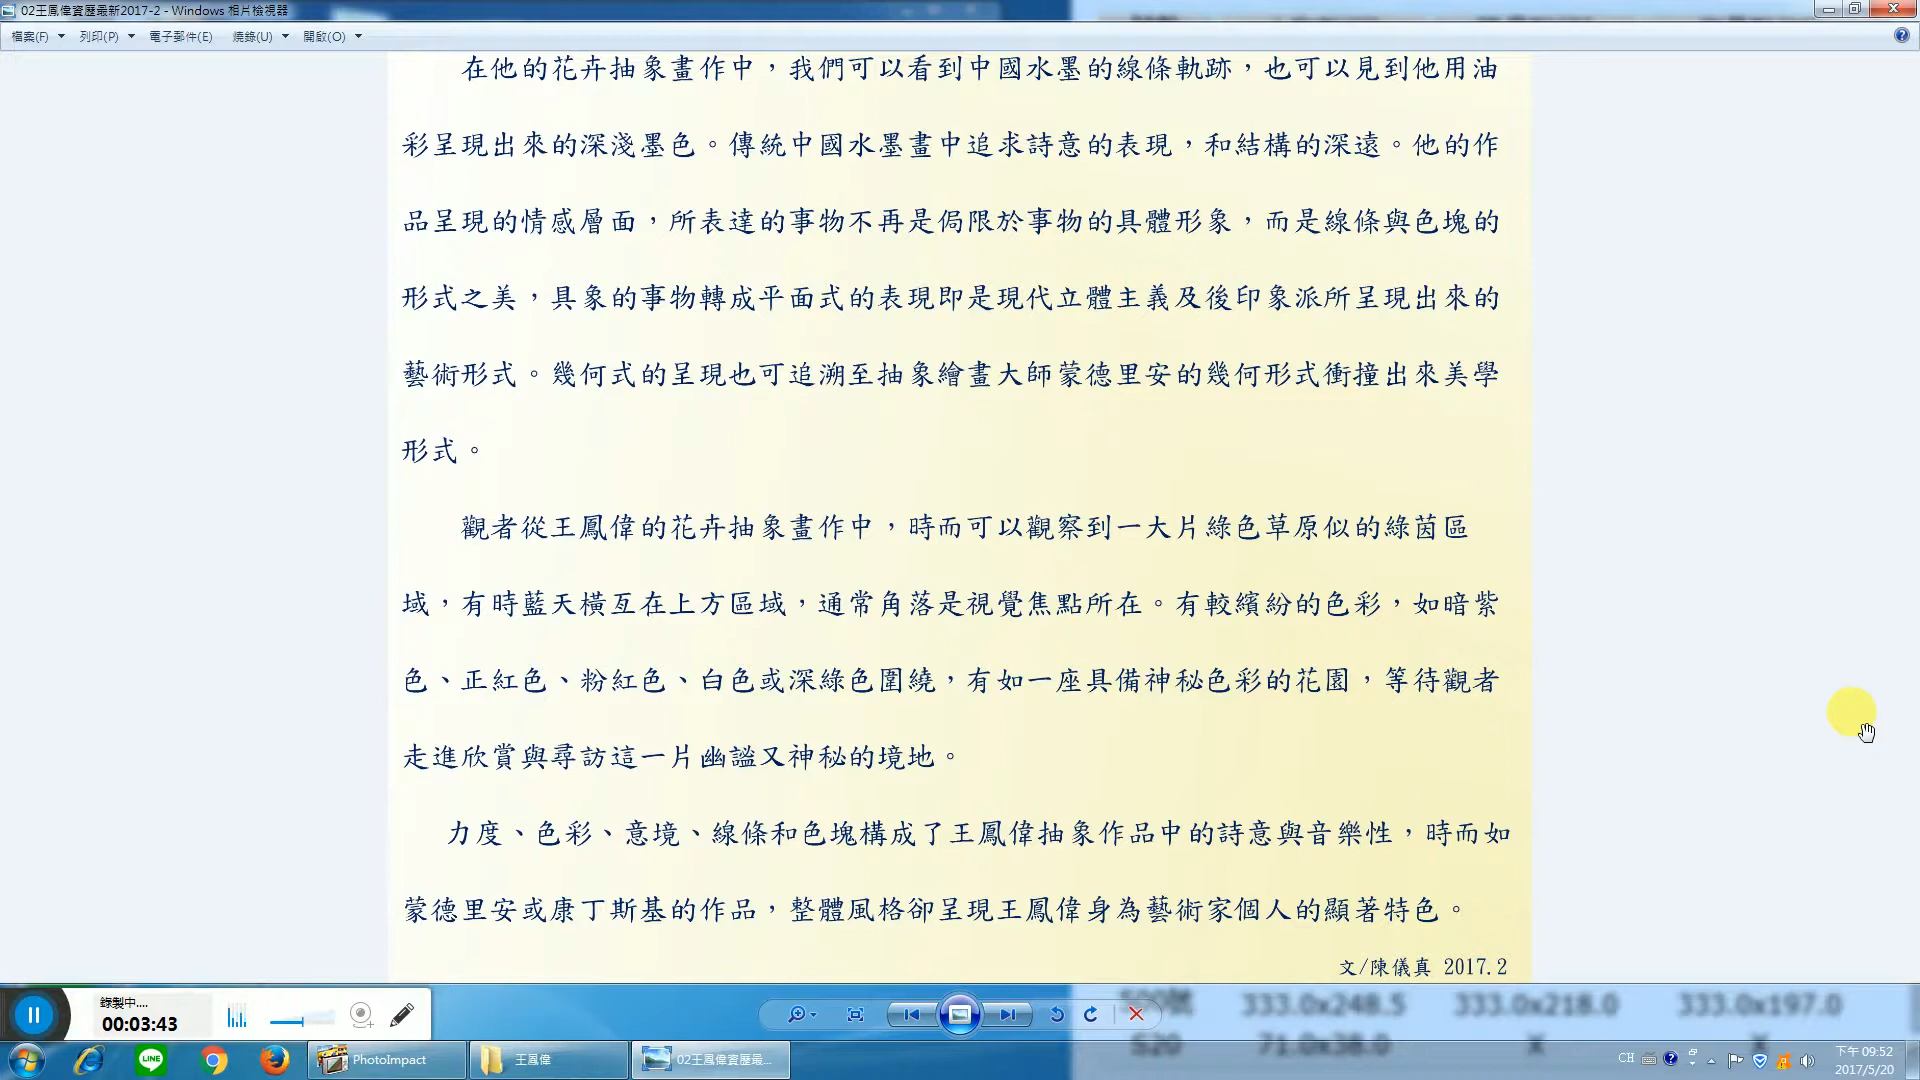 02王鳳偉資歷最新2017-2 - Windows 相片檢視器
檔案(F) 列印(P) 電子郵件(E) 燒錄(U) 開啟(O)
在他的花卉抽象畫作中，我們可以看到中國水墨的線條軌跡，也可以見到他用油
彩呈現出來的深淺墨色。傳統中國水墨畫中追求詩意的表現，和結構的深遠。他的作
品呈現的情感層面，所表達的事物不再是侷限於事物的具體形象，而是線條與色塊的
形式之美，具象的事物轉成平面式的表現即是現代立體主義及後印象派所呈現出來的
藝術形式。幾何式的呈現也可追溯至抽象繪畫大師蒙德里安的幾何形式衝撞出來美學
形式。
觀者從王鳳偉的花卉抽象畫作中，時而可以觀察到一大片綠色草原似的綠茵區
域，有時藍天橫亙在上方區域，通常角落是視覺焦點所在。有較繽紛的色彩，如暗紫
色、正紅色、粉紅色、白色或深綠色圍繞，有如一座具備神秘色彩的花園，等待觀者
走進欣賞與尋訪這一片幽謐又神秘的境地。
力度、色彩、意境、線條和色塊構成了王鳳偉抽象作品中的詩意與音樂性，時而如
蒙德里安或康丁斯基的作品，整體風格卻呈現王鳳偉身為藝術家個人的顯著特色。
文/陳儀真 2017.2
錄製中....
00:03:43
500號 333.0x248.5 333.0x218.0 333.0x197.0
S20 71.0x38.0 X X
LINE
PhotoImpact
王鳳偉
02王鳳偉資歷最...
CH
下午 09:52
2017/5/20